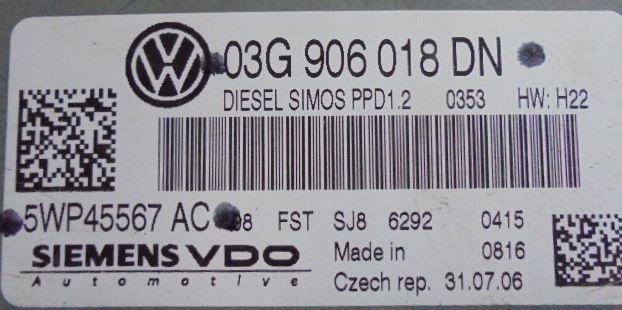 03G 906 018 DN
DIESEL SIMOS PPD1.2 0353 HW: H22
5WP45567 AC 08 FST SJ8 6292 0415
SIEMENS VDO Made in 0816
Automotive Czech rep. 31.07.06